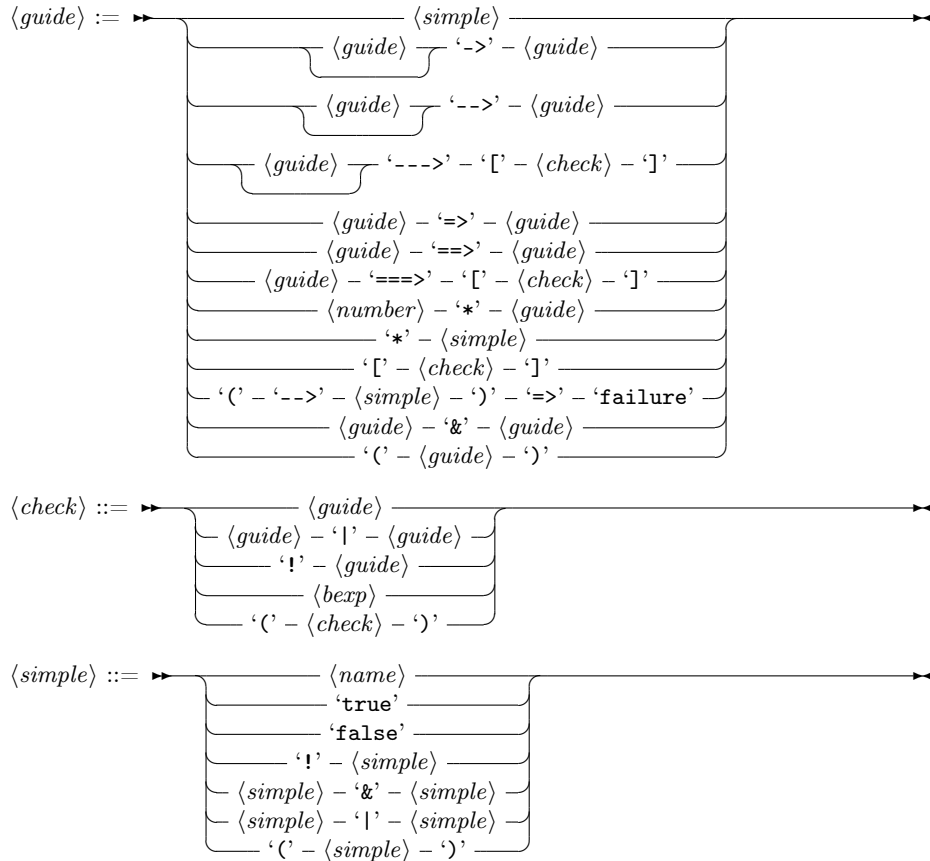 ⟨guide⟩ := ⟨simple⟩
⟨guide⟩ ‘->’ – ⟨guide⟩
⟨guide⟩ ‘-->’ – ⟨guide⟩
⟨guide⟩ ‘--->’ – ‘[’ – ⟨check⟩ – ‘]’
⟨guide⟩ – ‘=>’ – ⟨guide⟩
⟨guide⟩ – ‘==>’ – ⟨guide⟩
⟨guide⟩ – ‘===>’ – ‘[’ – ⟨check⟩ – ‘]’
⟨number⟩ – ‘*’ – ⟨guide⟩
‘*’ – ⟨simple⟩
‘[’ – ⟨check⟩ – ‘]’
‘(’ – ‘-->’ – ⟨simple⟩ – ‘)’ – ‘=>’ – ‘failure’
⟨guide⟩ – ‘&’ – ⟨guide⟩
‘(’ – ⟨guide⟩ – ‘)’
⟨check⟩ ::= ⟨guide⟩
⟨guide⟩ – ‘|’ – ⟨guide⟩
‘!’ – ⟨guide⟩
⟨bexp⟩
‘(’ – ⟨check⟩ – ‘)’
⟨simple⟩ ::= ⟨name⟩
‘true’
‘false’
‘!’ – ⟨simple⟩
⟨simple⟩ – ‘&’ – ⟨simple⟩
⟨simple⟩ – ‘|’ – ⟨simple⟩
‘(’ – ⟨simple⟩ – ‘)’